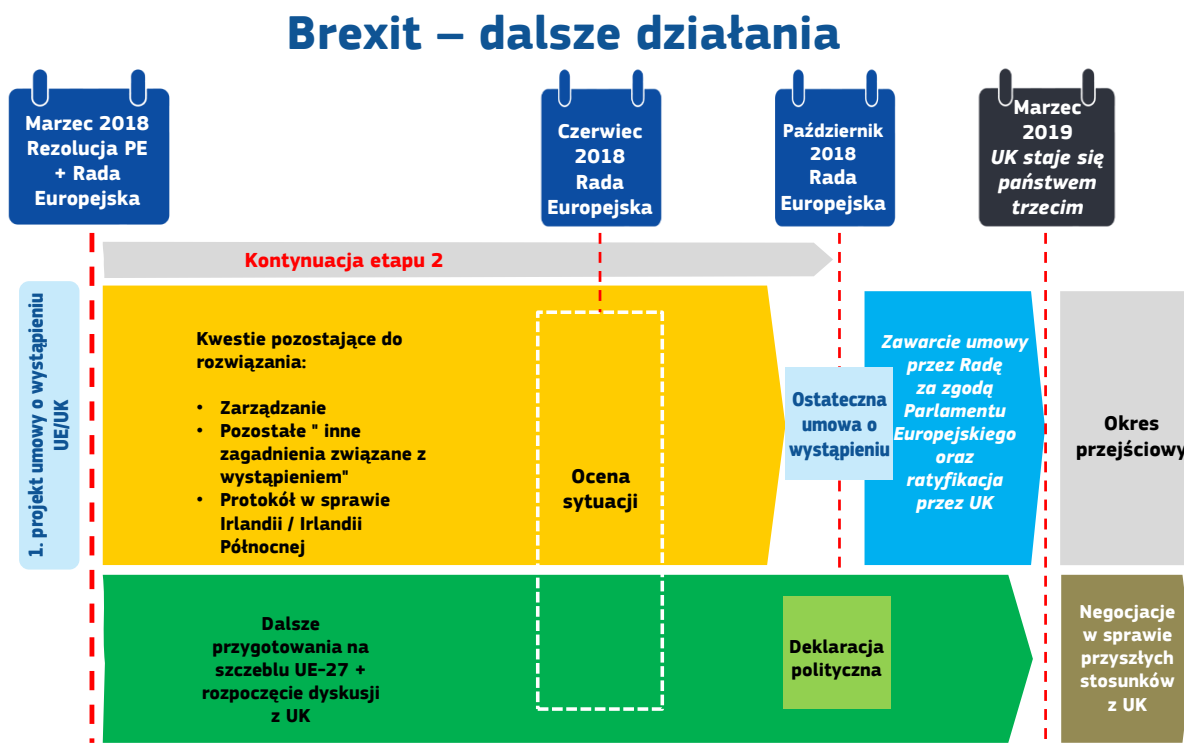 Brexit – dalsze działania
Marzec 2018
Rezolucja PE
+ Rada
Europejska
Czerwiec
2018
Rada
Europejska
Październik
2018
Rada
Europejska
Marzec
2019
UK staje się
państwem
trzecim
Kontynuacja etapu 2
1. projekt umowy o wystąpieniu
UE/UK
Kwestie pozostające do
rozwiązania:
• Zarządzanie
• Pozostałe " inne
zagadnienia związane z
wystąpieniem"
• Protokół w sprawie
Irlandii / Irlandii
Północnej
Ocena
sytuacji
Ostateczna
umowa o
wystąpieniu
Zawarcie umowy
przez Radę
za zgodą
Parlamentu
Europejskiego
oraz
ratyfikacja
przez UK
Okres
przejściowy
Dalsze
przygotowania na
szczeblu UE-27 +
rozpoczęcie dyskusji
z UK
Deklaracja
polityczna
Negocjacje
w sprawie
przyszłych
stosunków
z UK